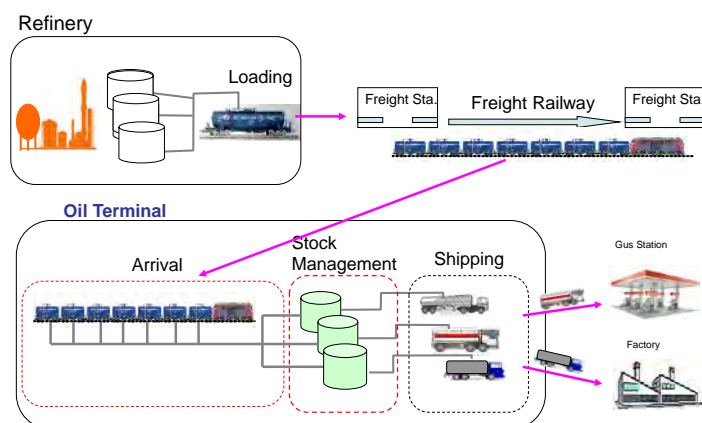 Refinery
Loading
Freight Sta.
Freight Railway
Freight Sta.
Oil Terminal
Arrival
Stock
Management
Shipping
Gus Station
Factory